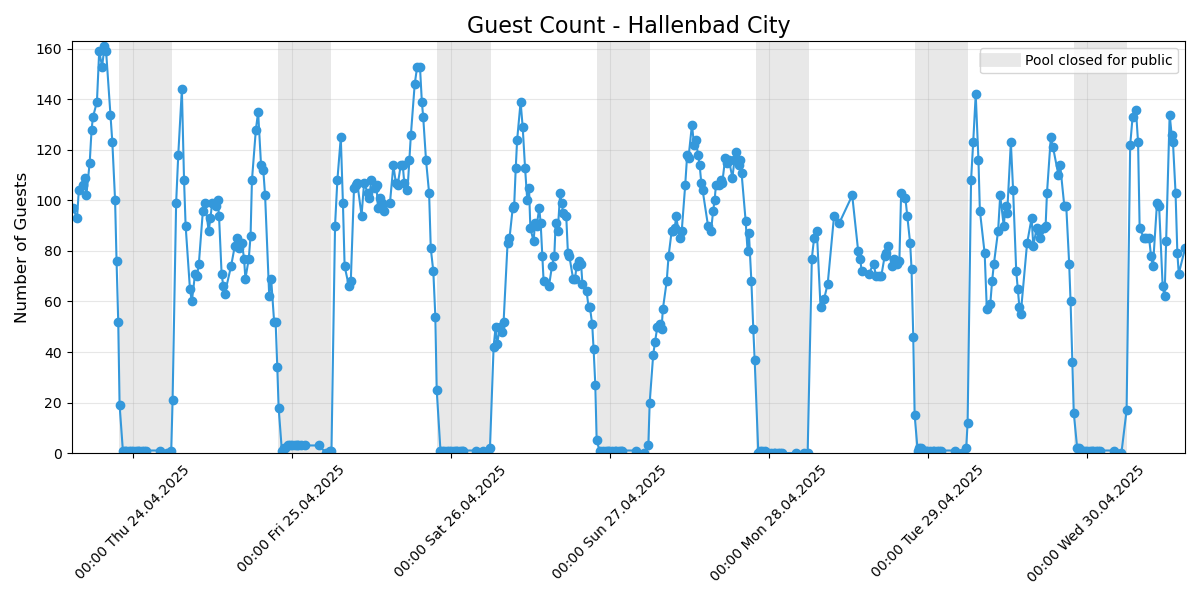 Guest Count - Hallenbad City
Pool closed for public
Number of Guests
160
140
120
100
80
60
40
20
0
00:00 Thu 24.04.2025
00:00 Fri 25.04.2025
00:00 Sat 26.04.2025
00:00 Sun 27.04.2025
00:00 Mon 28.04.2025
00:00 Tue 29.04.2025
00:00 Wed 30.04.2025